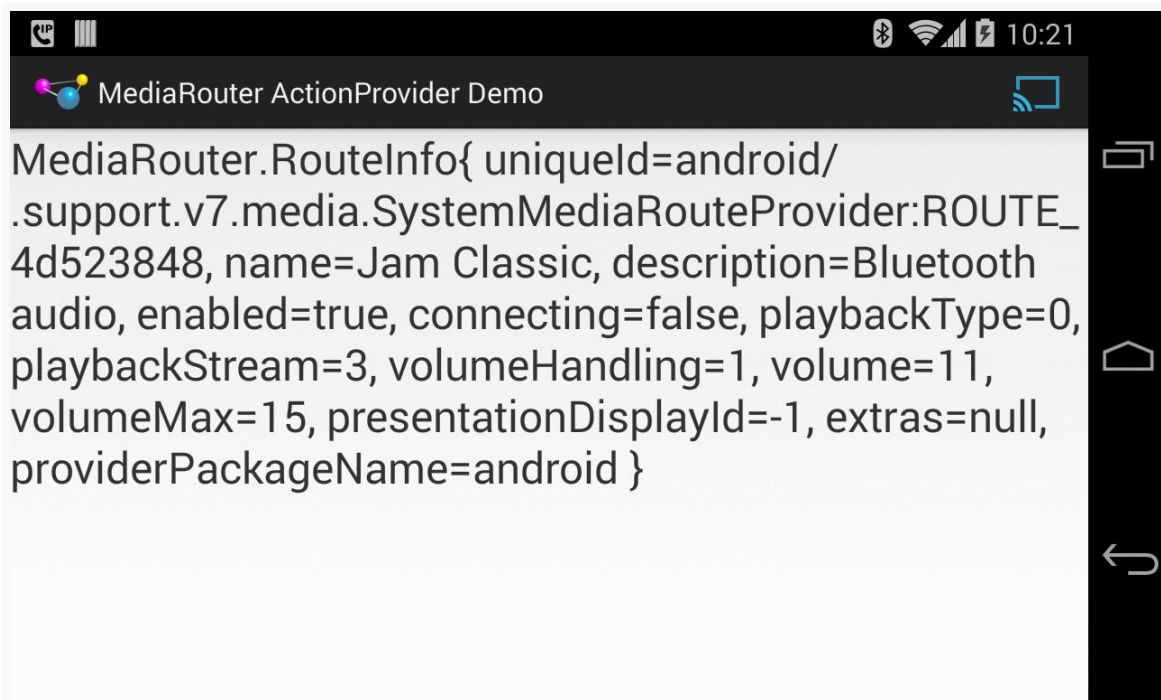 IP
10:21
MediaRouter ActionProvider Demo
MediaRouter.RouteInfo{ uniqueId=android/
.support.v7.media.SystemMediaRouteProvider:ROUTE_
4d523848, name=Jam Classic, description=Bluetooth
audio, enabled=true, connecting=false, playbackType=0,
playbackStream=3, volumeHandling=1, volume=11,
volumeMax=15, presentationDisplayId=-1, extras=null,
providerPackageName=android }